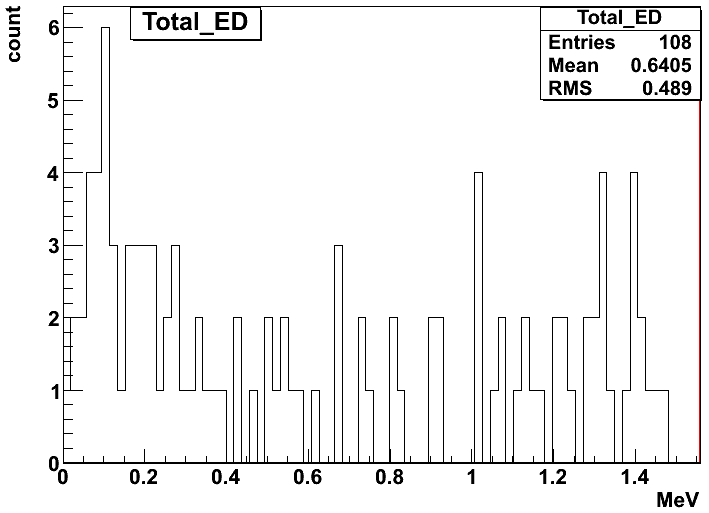 Total_ED
Total_ED
Entries 108
Mean 0.6405
RMS 0.489
count
6
5
4
3
2
1
0
0 0.2 0.4 0.6 0.8 1 1.2 1.4
MeV